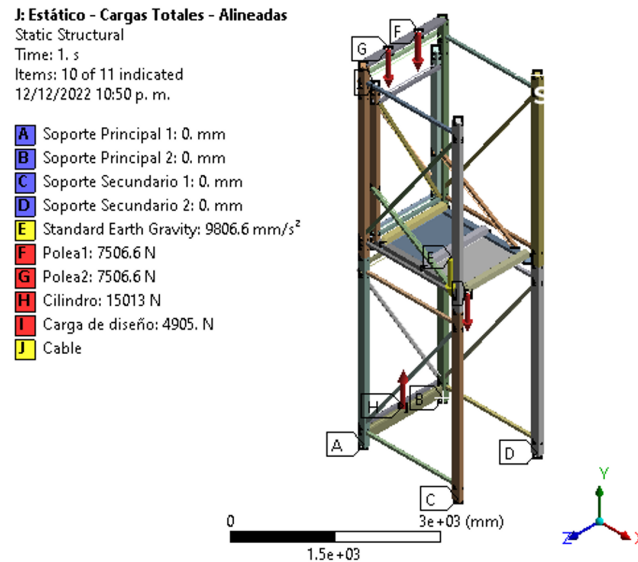 J: Estático - Cargas Totales - Alineadas
Static Structural
Time: 1. s
Items: 10 of 11 indicated
12/12/2022 10:50 p. m.
A Soporte Principal 1: 0. mm
B Soporte Principal 2: 0. mm
C Soporte Secundario 1: 0. mm
D Soporte Secundario 2: 0. mm
E Standard Earth Gravity: 9806.6 mm/s²
F Polea1: 7506.6 N
G Polea2: 7506.6 N
H Cilindro: 15013 N
I Carga de diseño: 4905. N
J Cable
F
G
S
E
H
B
A
D
C
Y
Z
X
0
3e+03 (mm)
1.5e+03